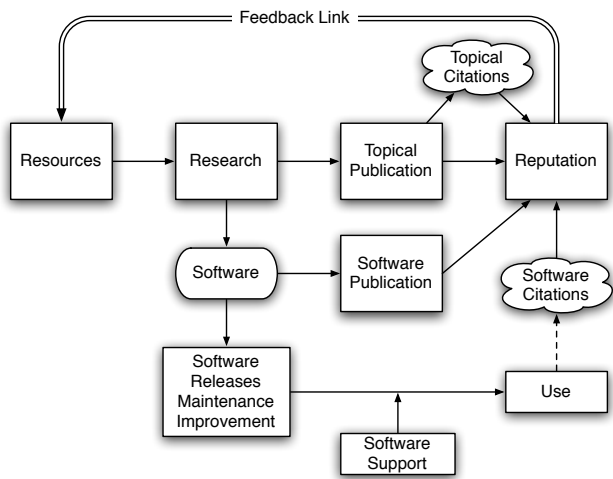 Feedback Link
Topical
Citations
Resources
Research
Topical
Publication
Reputation
Software
Software
Publication
Software
Citations
Software
Releases
Maintenance
Improvement
Use
Software
Support